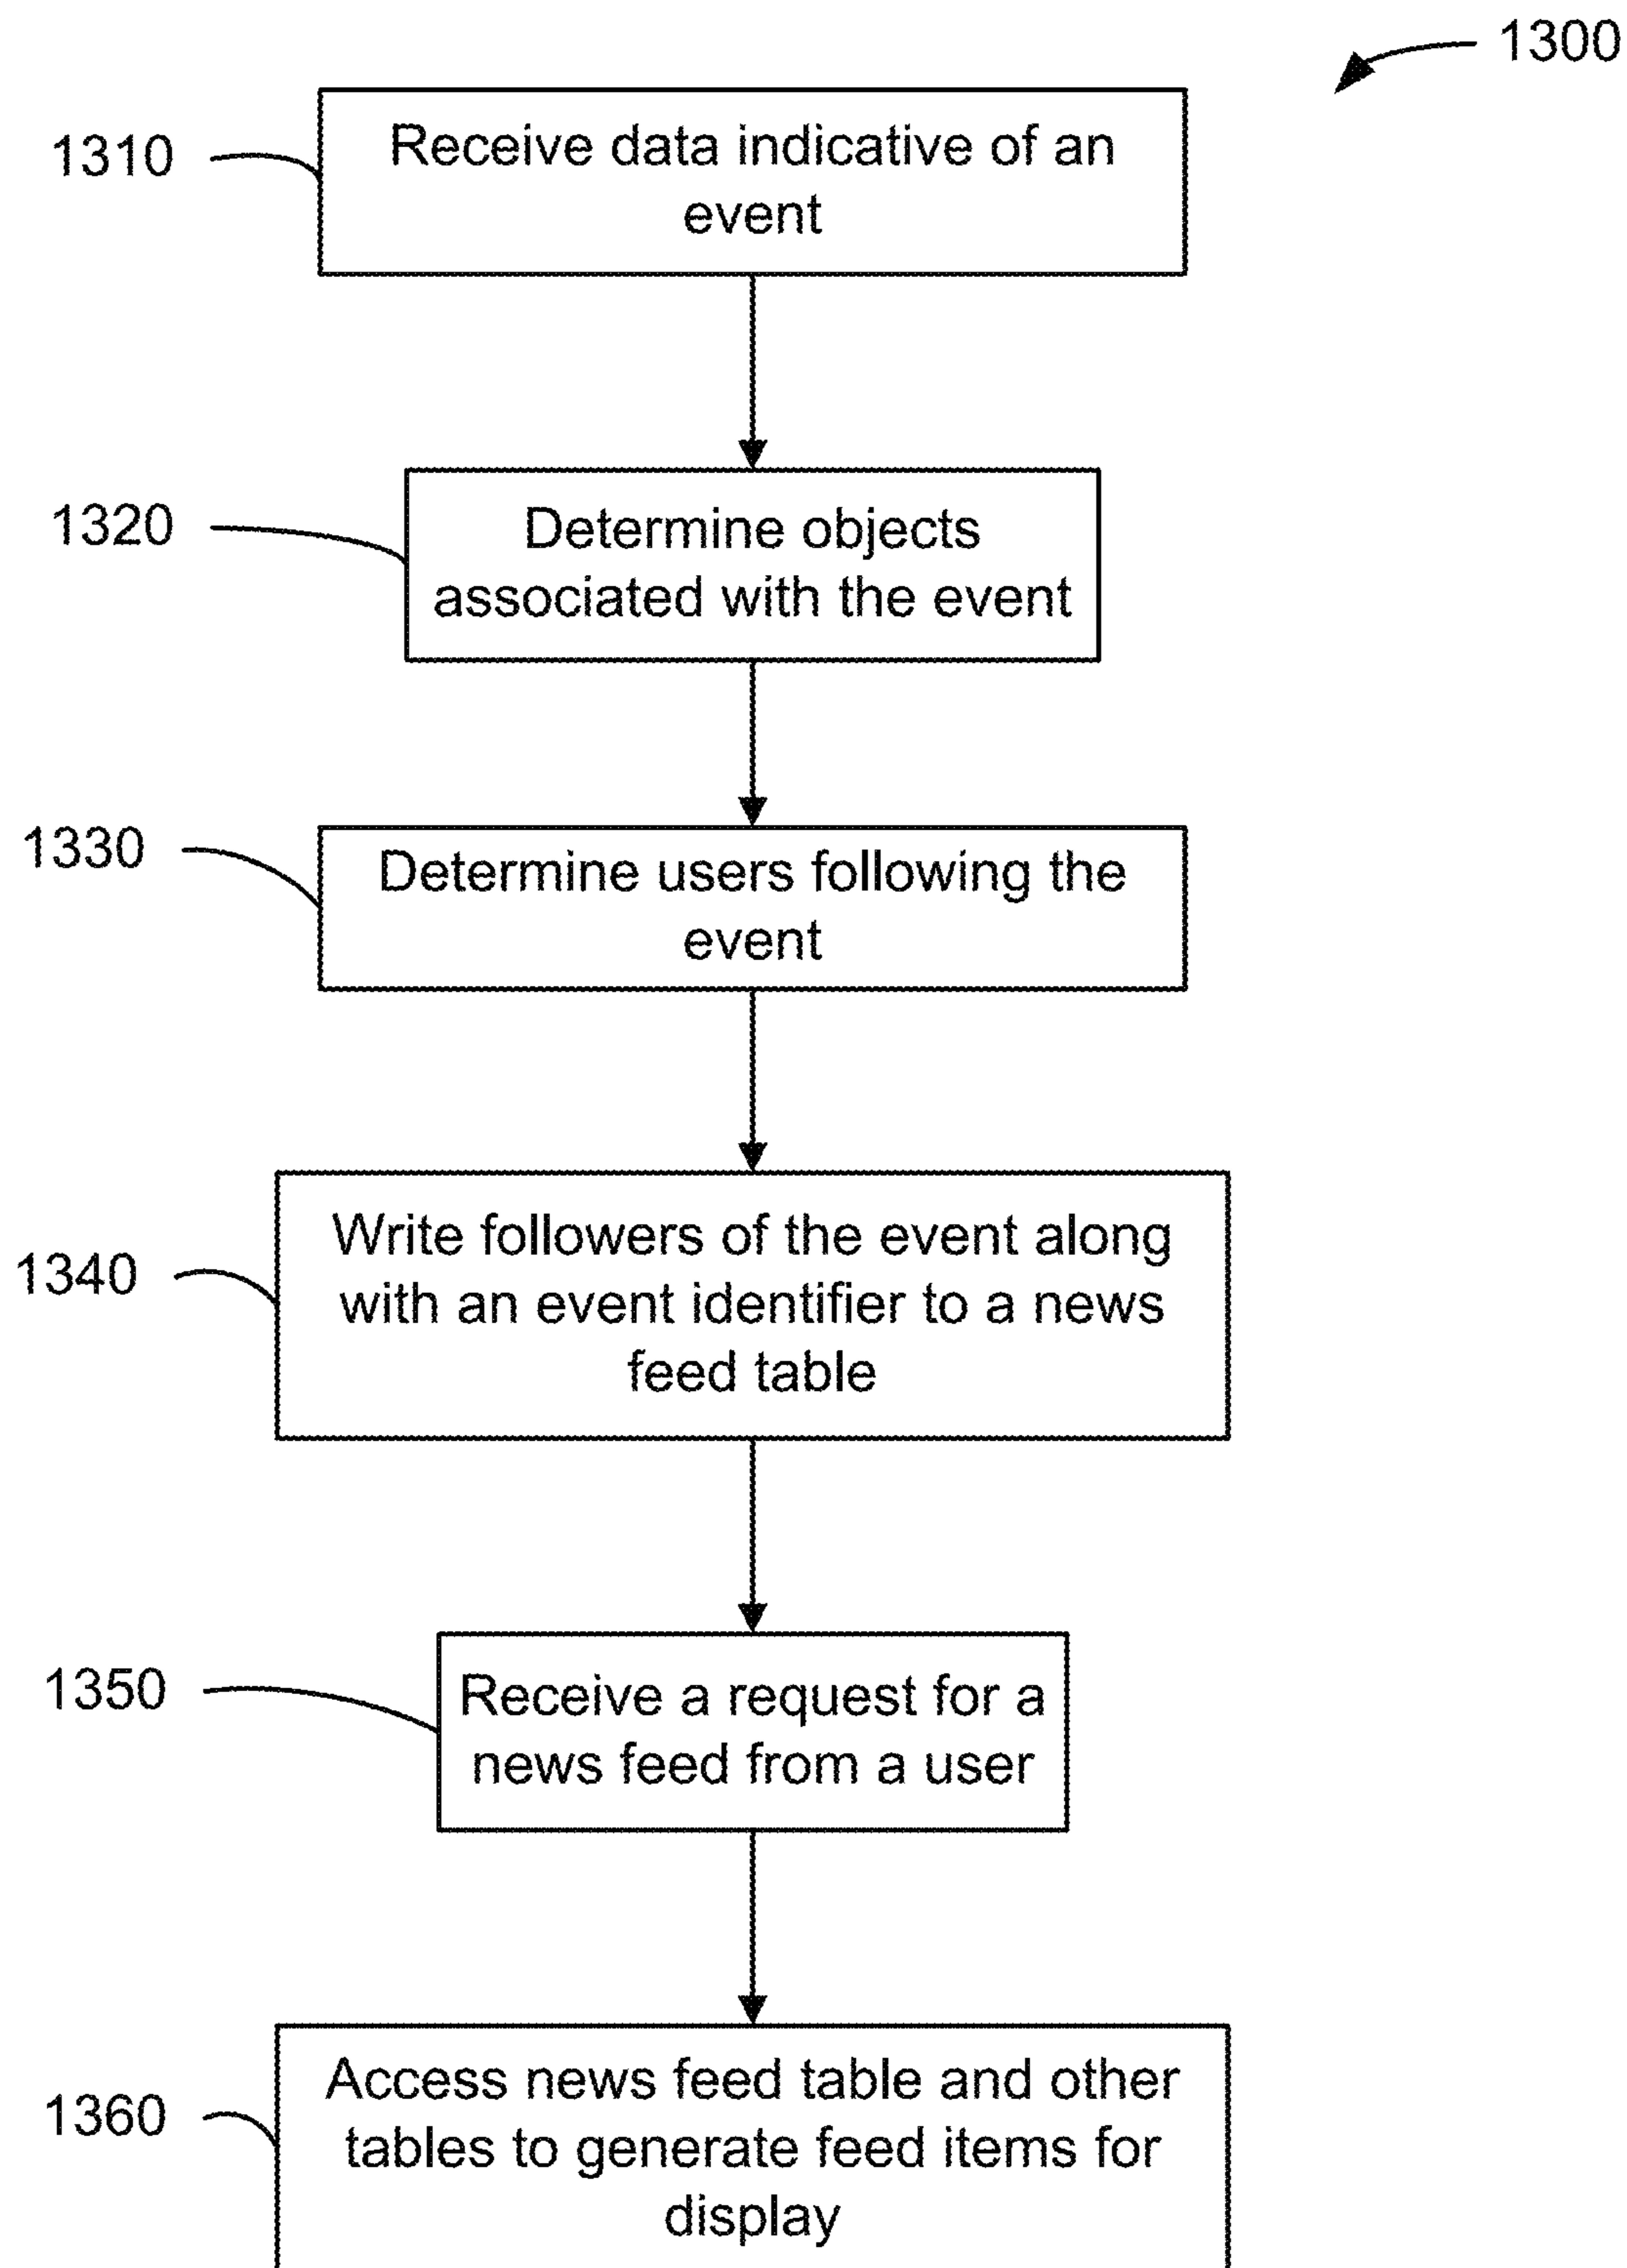 1300
1310
Receive data indicative of an
event
1320
Determine objects
associated with the event
1330
Determine users following the
event
1340
Write followers of the event along
with an event identifier to a news
feed table
1350
Receive a request for a
news feed from a user
1360
Access news feed table and other
tables to generate feed items for
display